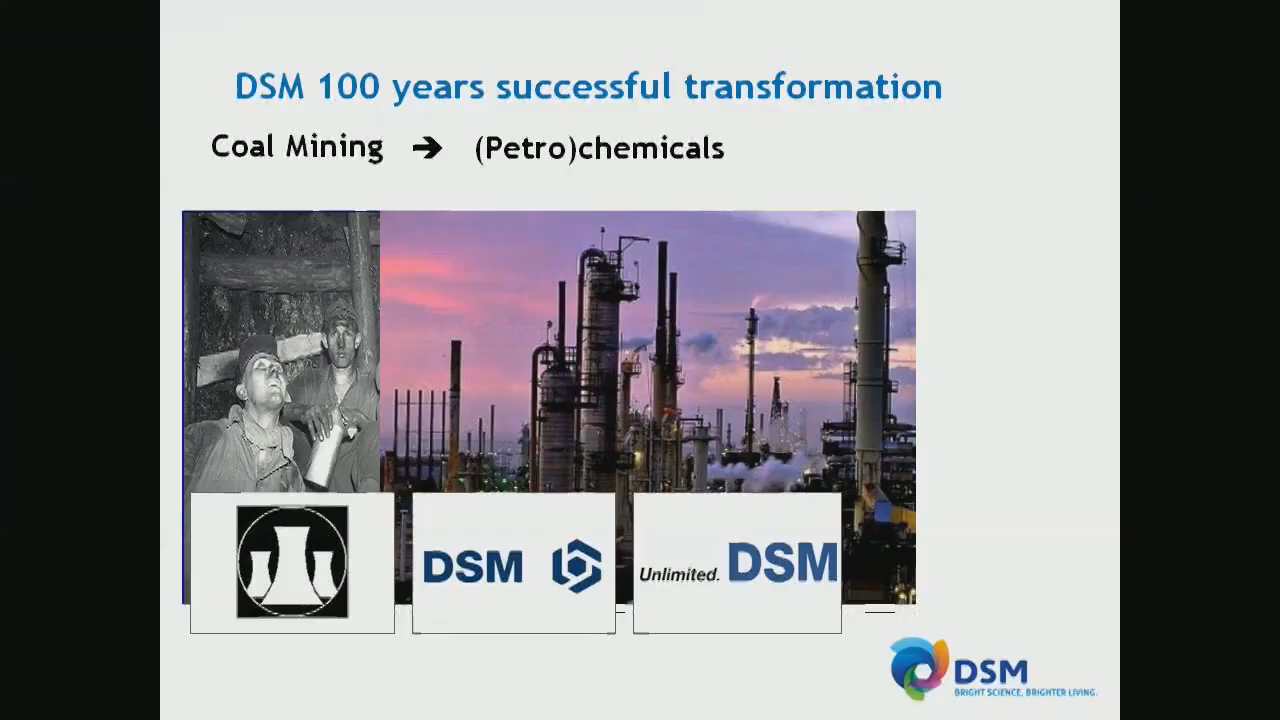 DSM 100 years successful transformation
Coal Mining ➔ (Petro)chemicals
DSM
Unlimited. DSM
DSM
BRIGHT SCIENCE. BRIGHTER LIVING.